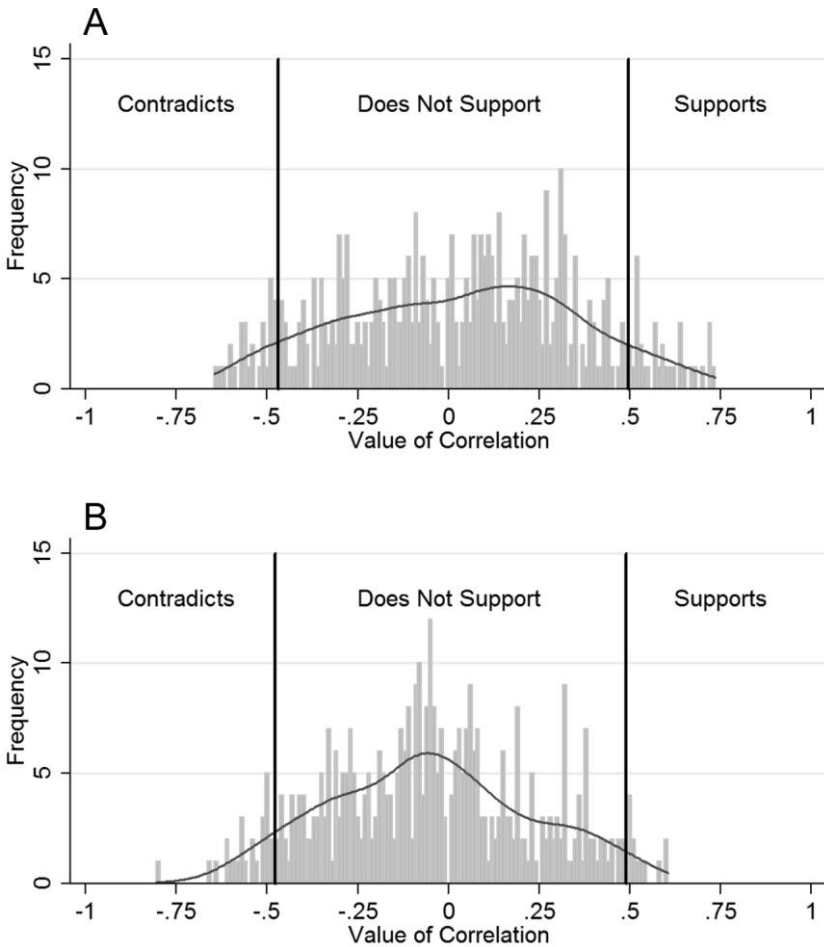 A
15
Contradicts Does Not Support Supports
10
Frequency
5
0
-1 -.75 -.5 -.25 0 .25 .5 .75 1
Value of Correlation
B
15
Contradicts Does Not Support Supports
10
Frequency
5
0
-1 -.75 -.5 -.25 0 .25 .5 .75 1
Value of Correlation